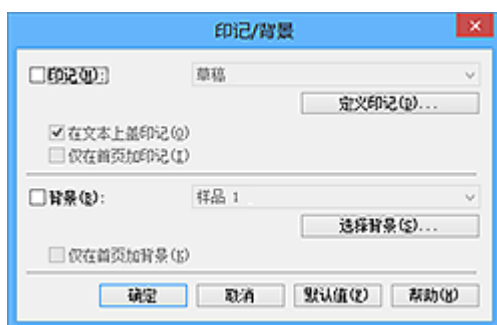 印记/背景
印记(M):
草稿
定义印记(D)...
在文本上盖印记(O)
仅在首页加印记(I)
背景(B):
样品 1
选择背景(S)...
仅在首页加背景(K)
确定 取消 默认值(F) 帮助(H)